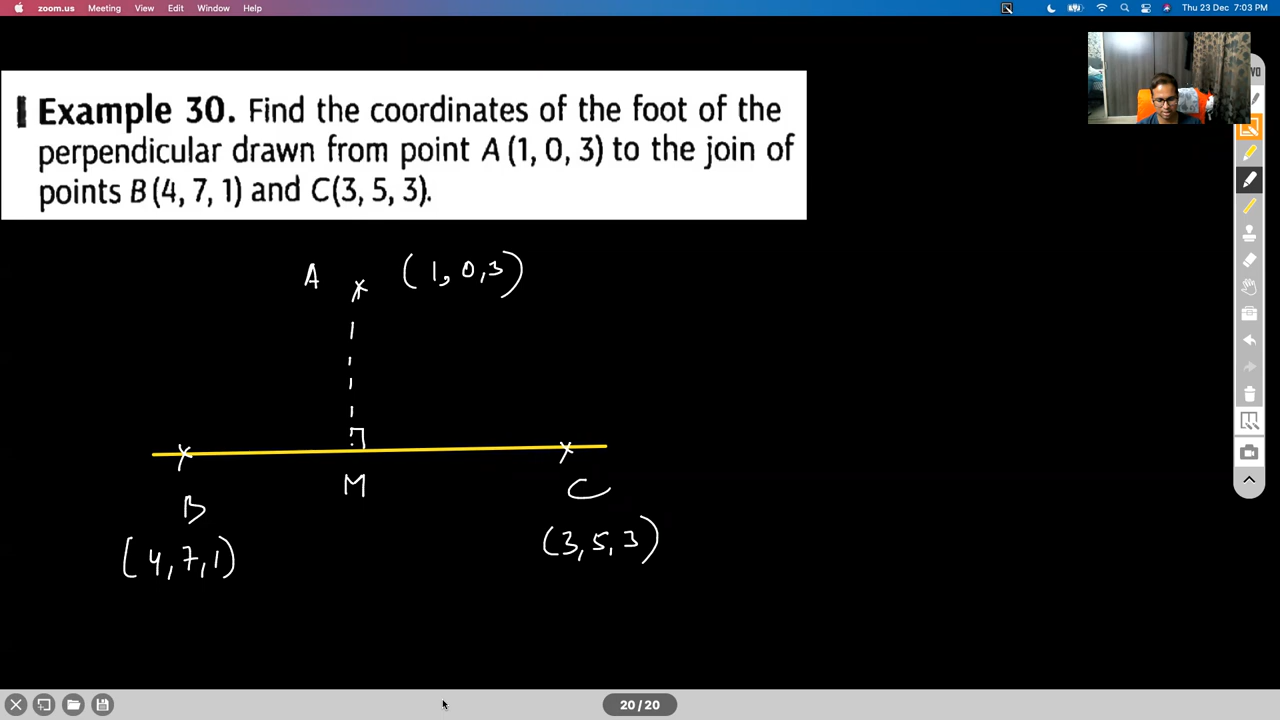 zoom.us Meeting View Edit Window Help Thu 23 Dec 7:03 PM
Example 30. Find the coordinates of the foot of the
perpendicular drawn from point A (1, 0, 3) to the join of
points B (4, 7, 1) and C(3, 5, 3).
A (1, 0, 3)
M
B C
(4, 7, 1) (3, 5, 3)
20 / 20